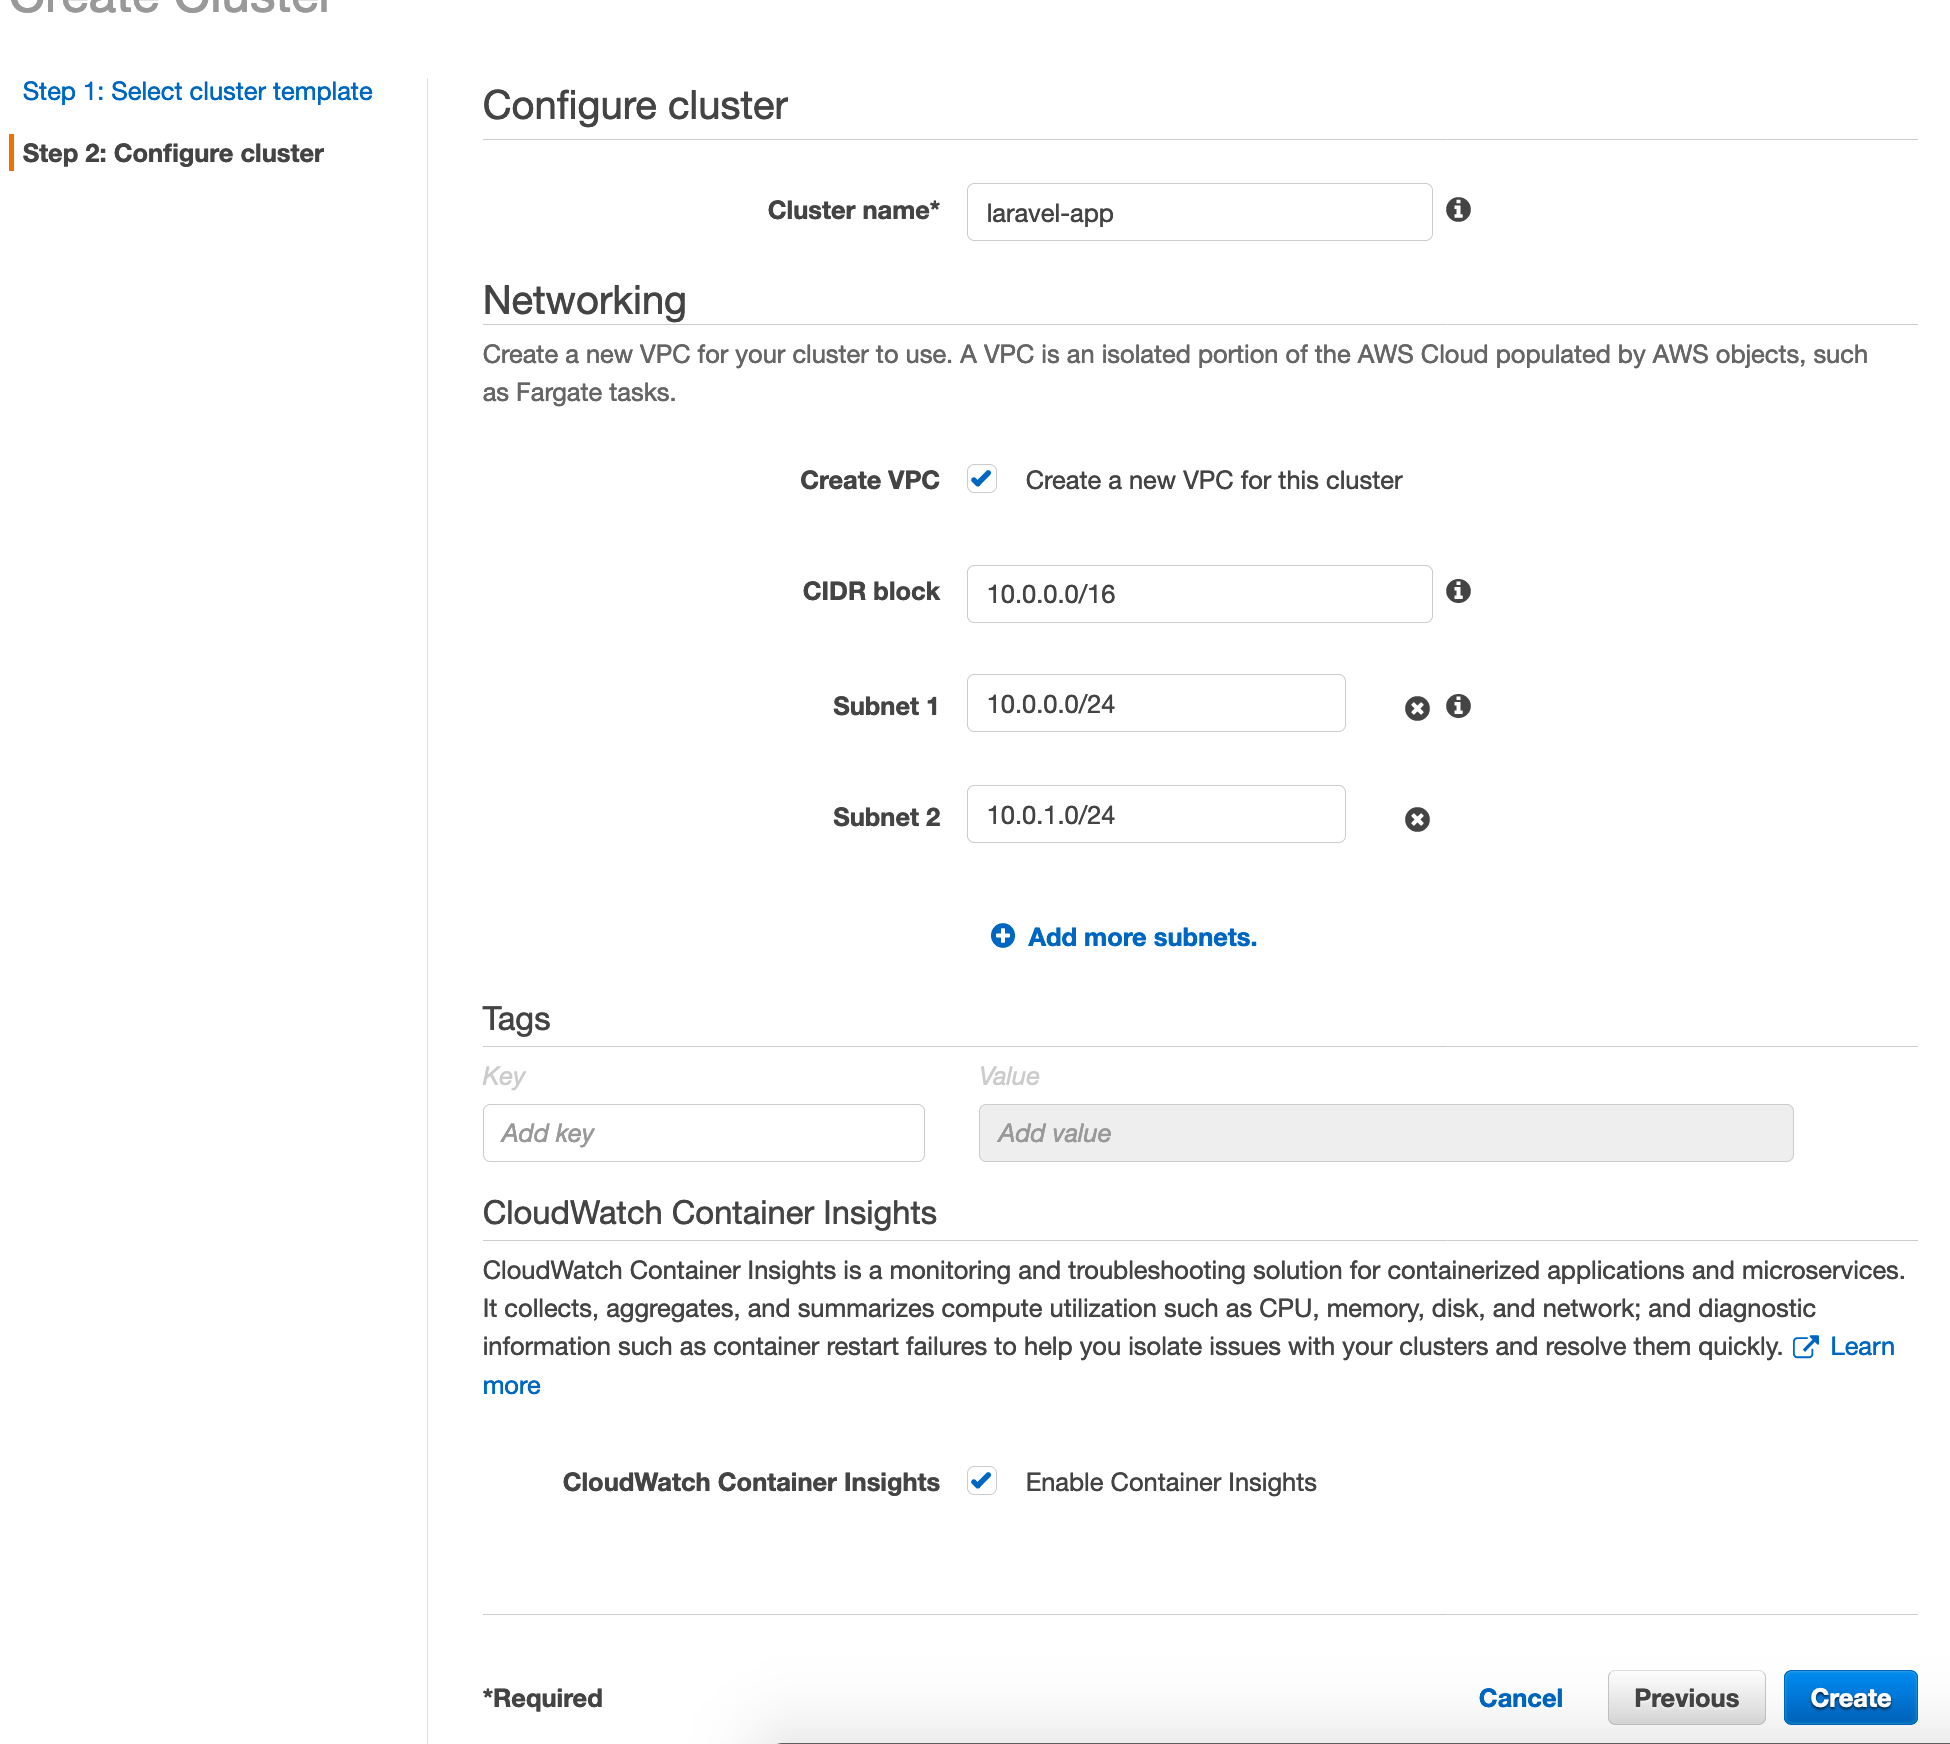 Create Cluster
Step 1: Select cluster template
Step 2: Configure cluster
Configure cluster
Cluster name*
laravel-app
Networking
Create a new VPC for your cluster to use. A VPC is an isolated portion of the AWS Cloud populated by AWS objects, such
as Fargate tasks.
Create VPC
Create a new VPC for this cluster
CIDR block
10.0.0.0/16
Subnet 1
10.0.0.0/24
Subnet 2
10.0.1.0/24
Add more subnets.
Tags
Key
Value
Add key
Add value
CloudWatch Container Insights
CloudWatch Container Insights is a monitoring and troubleshooting solution for containerized applications and microservices.
It collects, aggregates, and summarizes compute utilization such as CPU, memory, disk, and network; and diagnostic
information such as container restart failures to help you isolate issues with your clusters and resolve them quickly. Learn
more
CloudWatch Container Insights
Enable Container Insights
*Required
Cancel
Previous
Create